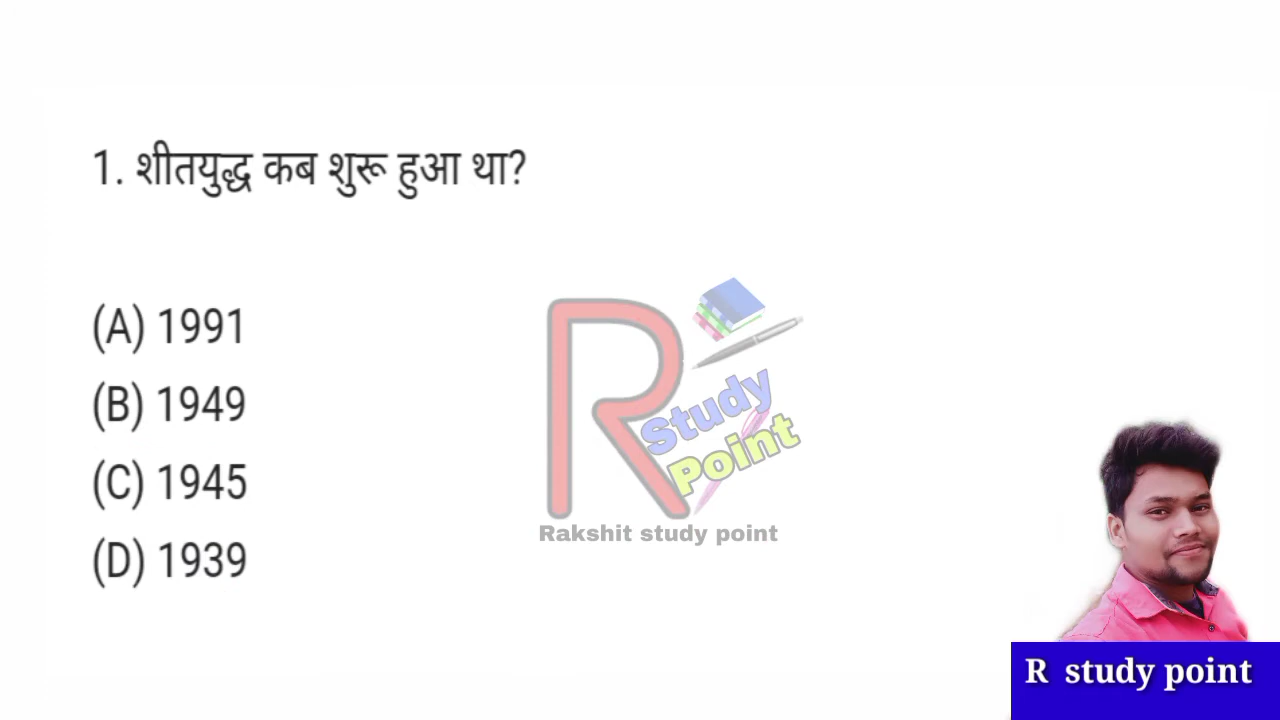 1. शीतयुद्ध कब शुरू हुआ था?
(A) 1991
(B) 1949
(C) 1945
(D) 1939
R Study Point
Rakshit study point
R study point